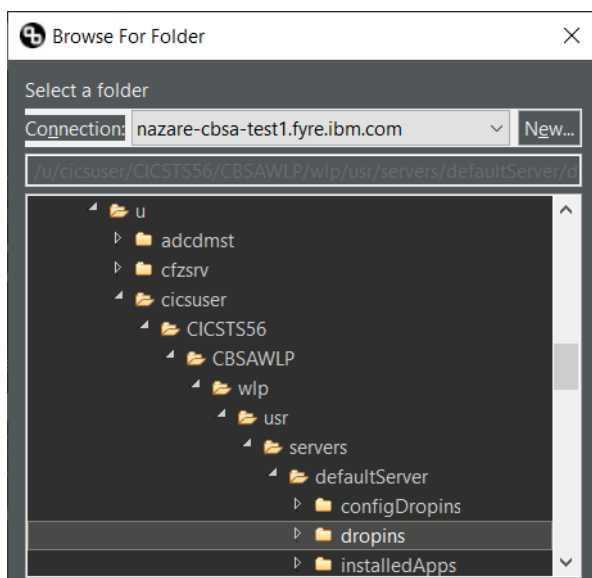 Browse For Folder
Select a folder
Connection: nazare-cbsa-test1.fyre.ibm.com New...
/u/cicsuser/CICSTS56/CBSAWLP/wlp/usr/servers/defaultServer/d
u
adcdmst
cfzsrv
cicsuser
CICSTS56
CBSAWLP
wlp
usr
servers
defaultServer
configDropins
dropins
installedApps